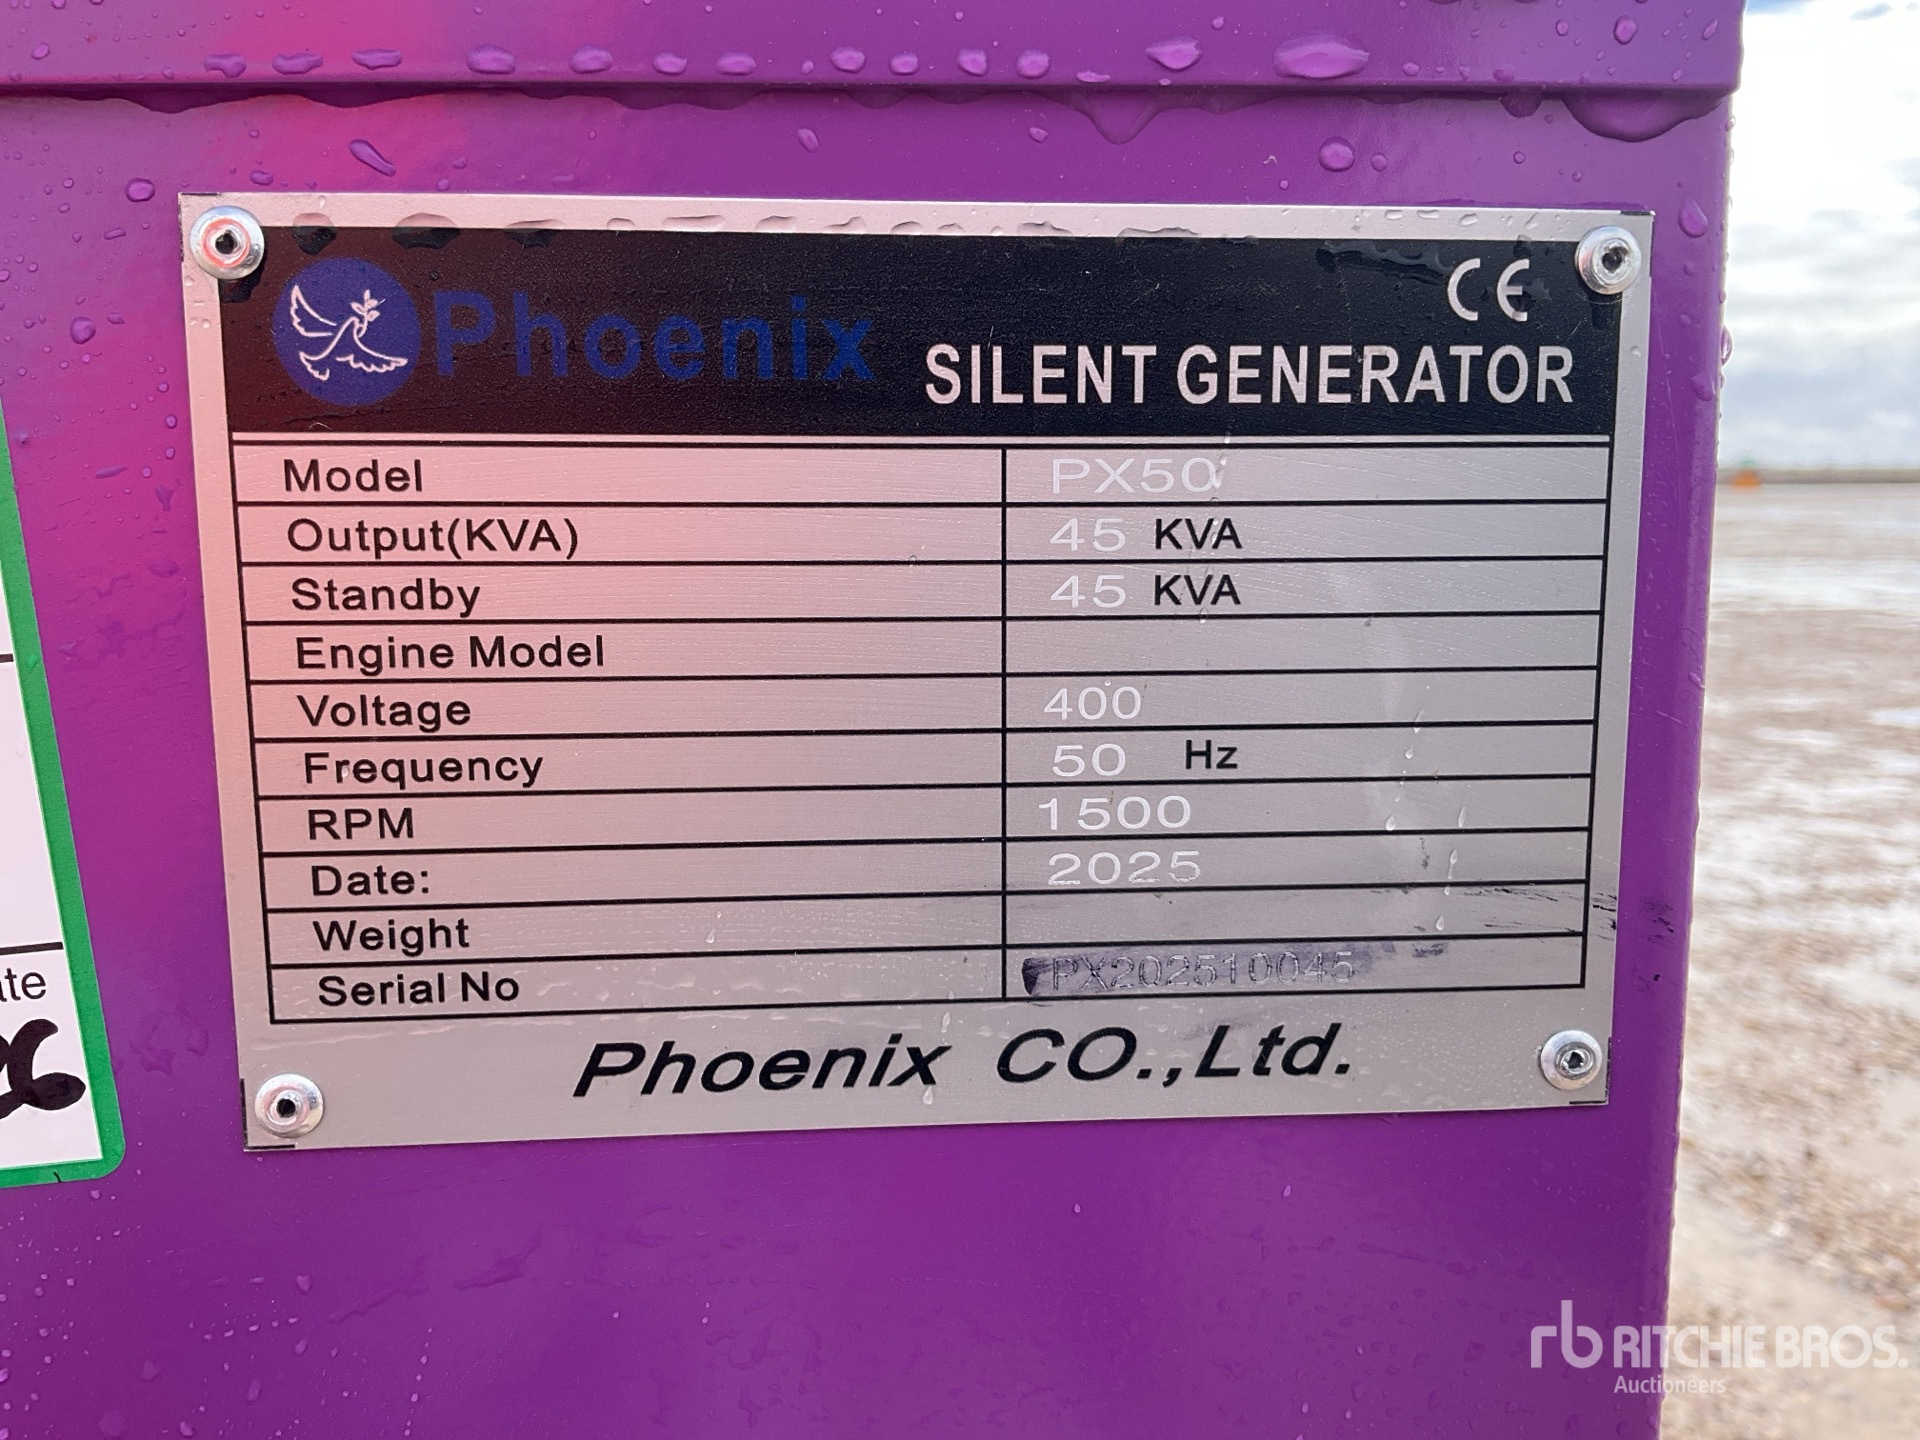 CE
Phoenix
SILENT GENERATOR
Model PX50
Output(KVA) 45 KVA
Standby 45 KVA
Engine Model
Voltage 400
Frequency 50 Hz
RPM 1500
Date: 2025
Weight
Serial No PX202510045
Phoenix CO.,Ltd.
rb RITCHIE BROS.
Auctioneers